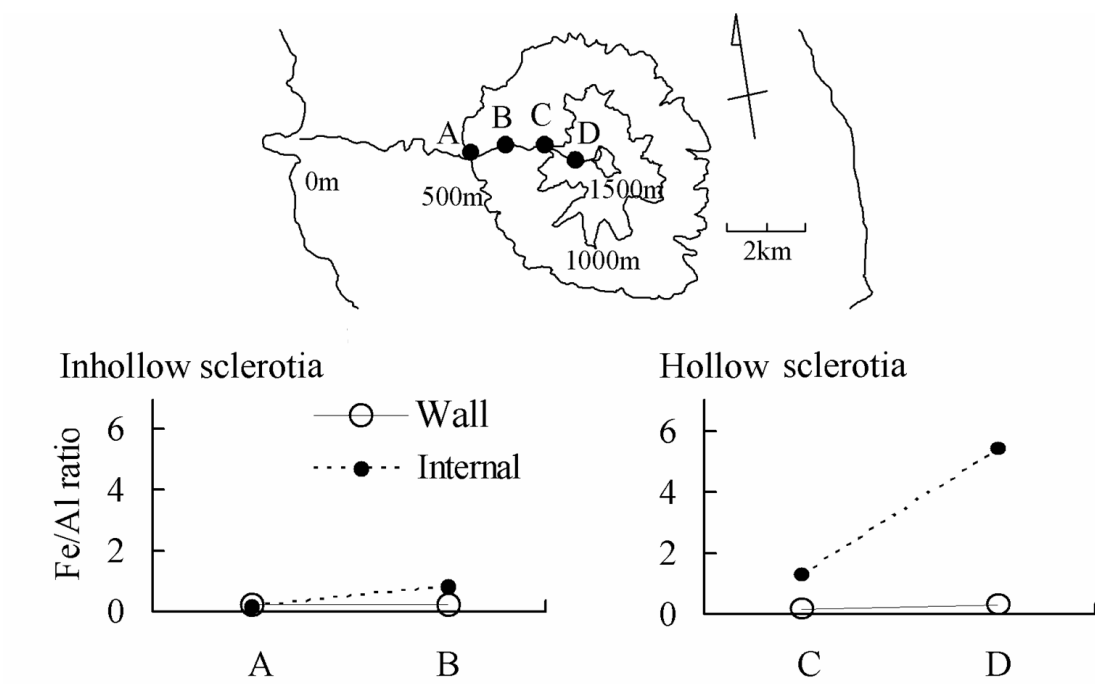 A
B
C
D
0m
500m
1500m
1000m
2km
Inhollow sclerotia
Wall
Internal
Fe/Al ratio
6
4
2
0
A
B
Hollow sclerotia
6
4
2
0
C
D